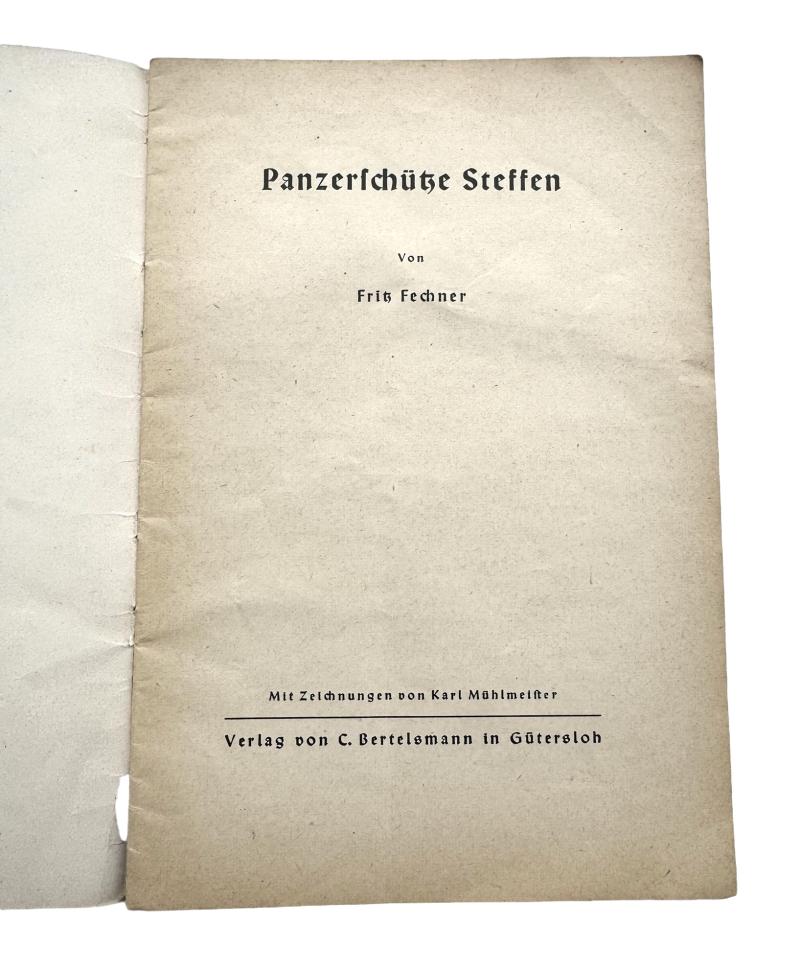 Panzerſchütze Steffen
Von
Fritz Fechner
Mit Zeichnungen von Karl Mühlmeiſter
Verlag von C. Bertelsmann in Gütersloh